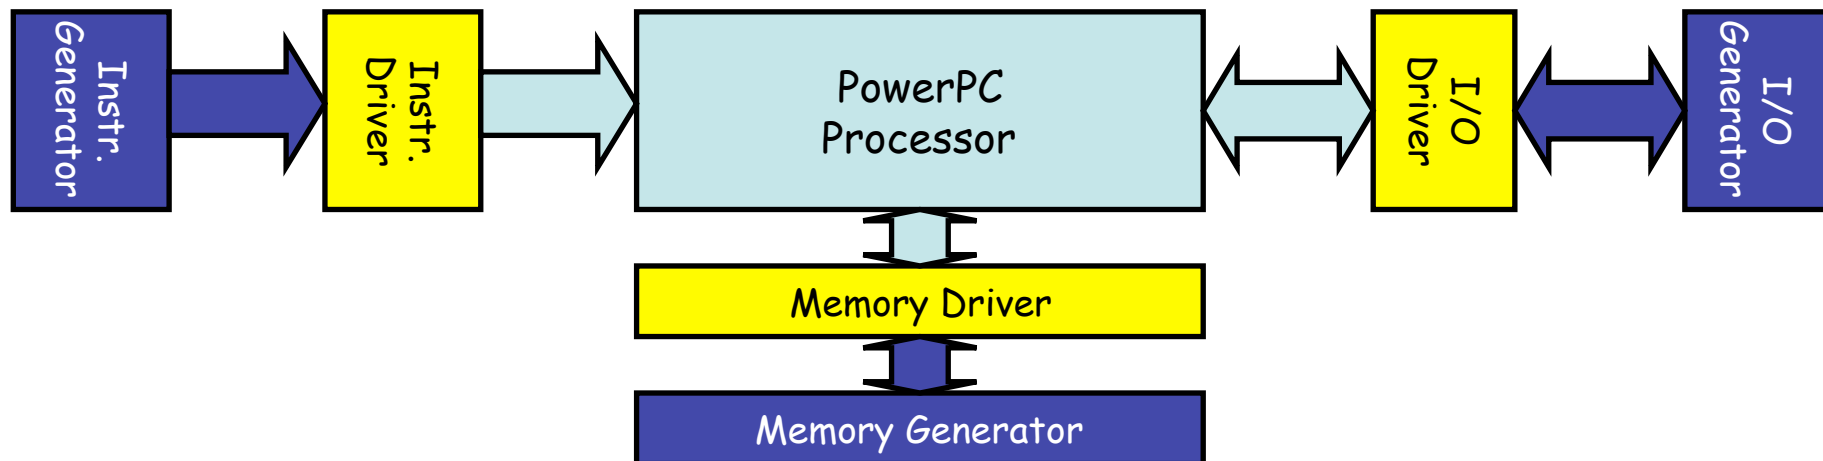 Instr.
Generator
Instr.
Driver
PowerPC
Processor
I/O
Driver
I/O
Generator
Memory Driver
Memory Generator